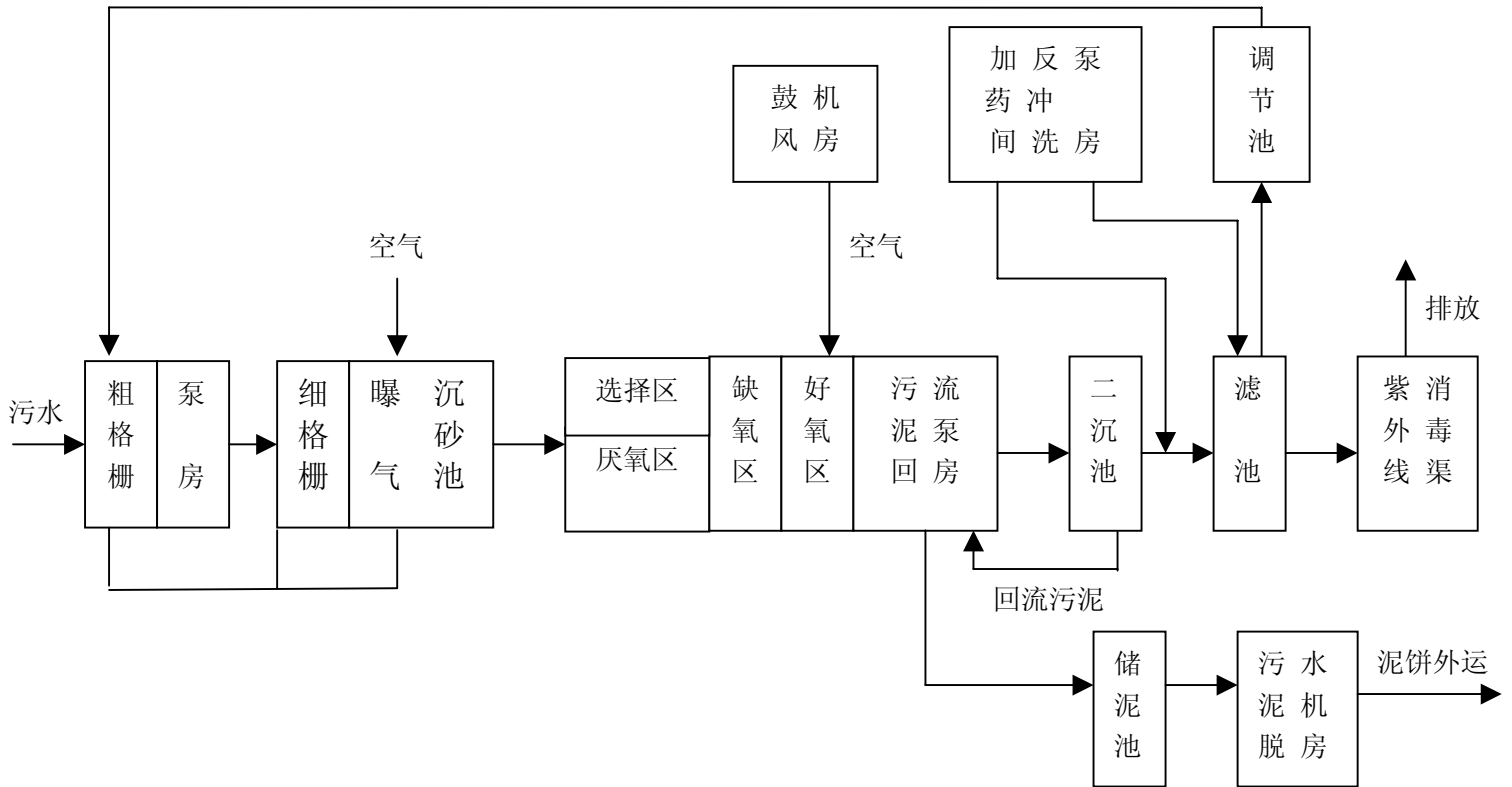 加反泵
药冲
间洗房
调节池
鼓机
风房
空气
空气
排放
污水
粗格栅
泵房
细格栅
曝气
沉砂池
选择区
厌氧区
缺氧区
好氧区
污流
泥泵
回房
二沉池
滤池
紫消
外毒
线渠
回流污泥
储泥池
污水
泥机
脱房
泥饼外运